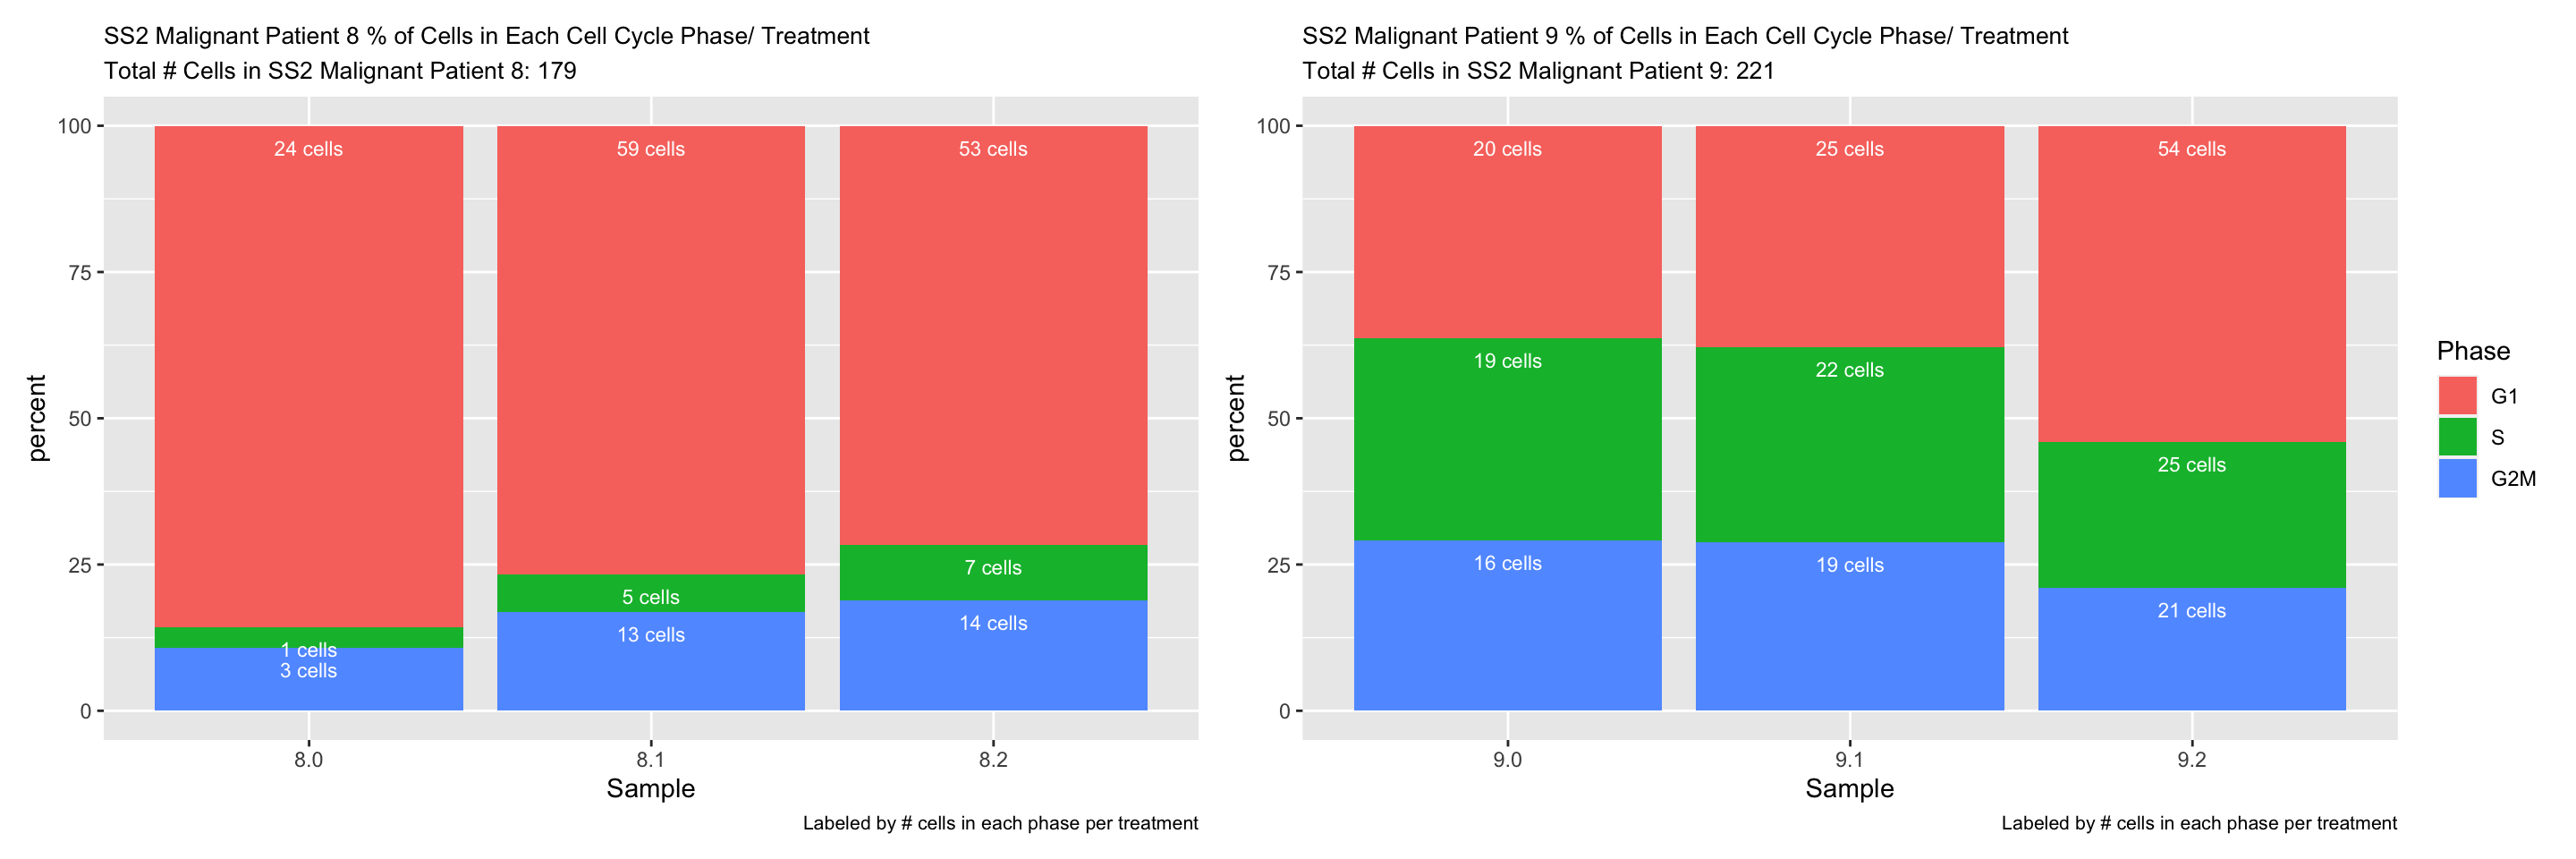 SS2 Malignant Patient 8 % of Cells in Each Cell Cycle Phase/ Treatment
Total # Cells in SS2 Malignant Patient 8: 179
100
75
50
25
0
percent
24 cells
59 cells
53 cells
1 cells
3 cells
5 cells
13 cells
7 cells
14 cells
8.0
8.1
8.2
Sample
Labeled by # cells in each phase per treatment
SS2 Malignant Patient 9 % of Cells in Each Cell Cycle Phase/ Treatment
Total # Cells in SS2 Malignant Patient 9: 221
100
75
50
25
0
percent
20 cells
25 cells
54 cells
19 cells
22 cells
25 cells
16 cells
19 cells
21 cells
9.0
9.1
9.2
Sample
Labeled by # cells in each phase per treatment
Phase
G1
S
G2M